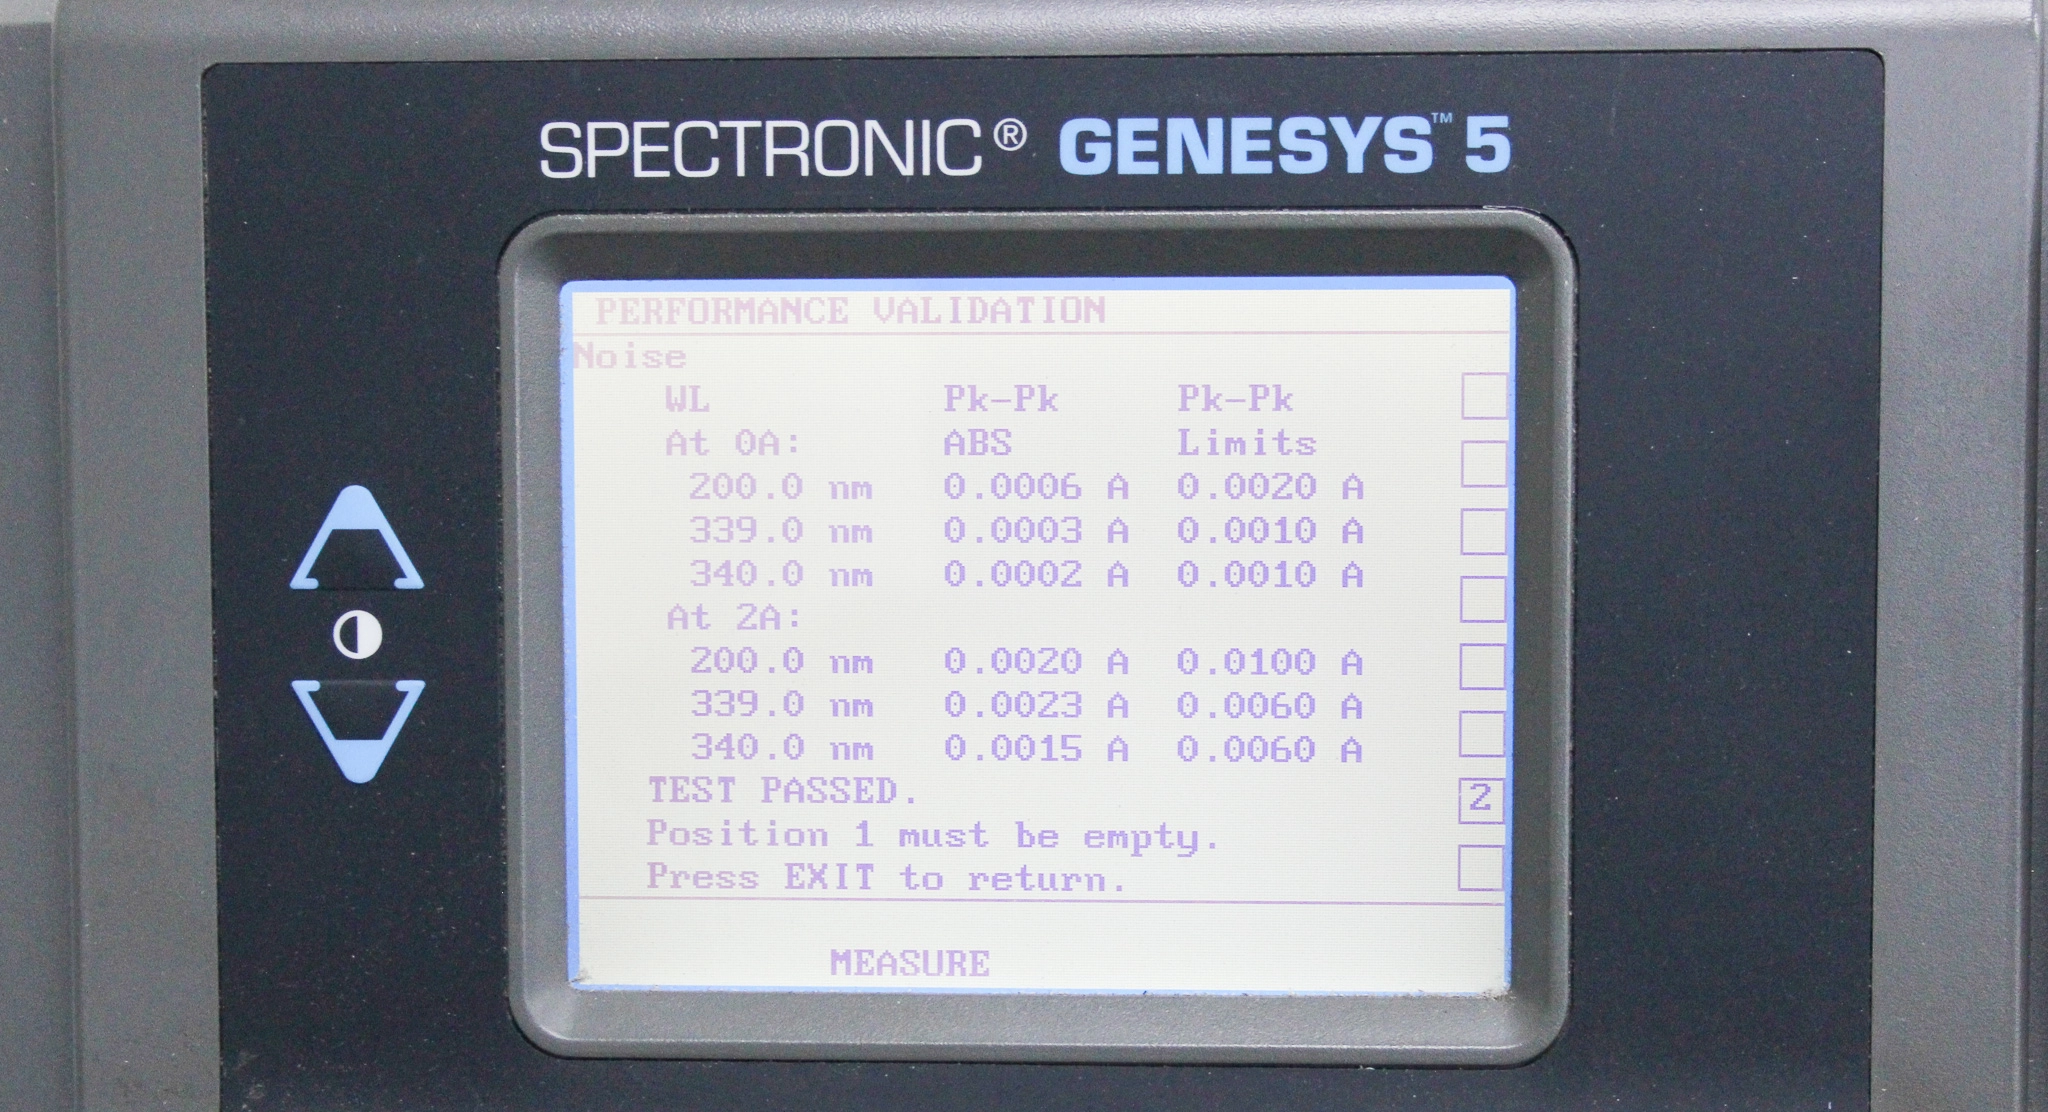 SPECTRONIC® GENESYS™ 5
PERFORMANCE VALIDATION
Noise
WL Pk-Pk Pk-Pk
At 0A: ABS Limits
200.0 nm 0.0006 A 0.0020 A
339.0 nm 0.0003 A 0.0010 A
340.0 nm 0.0002 A 0.0010 A
At 2A:
200.0 nm 0.0020 A 0.0100 A
339.0 nm 0.0023 A 0.0060 A
340.0 nm 0.0015 A 0.0060 A
TEST PASSED.
2
Position 1 must be empty.
Press EXIT to return.
MEASURE